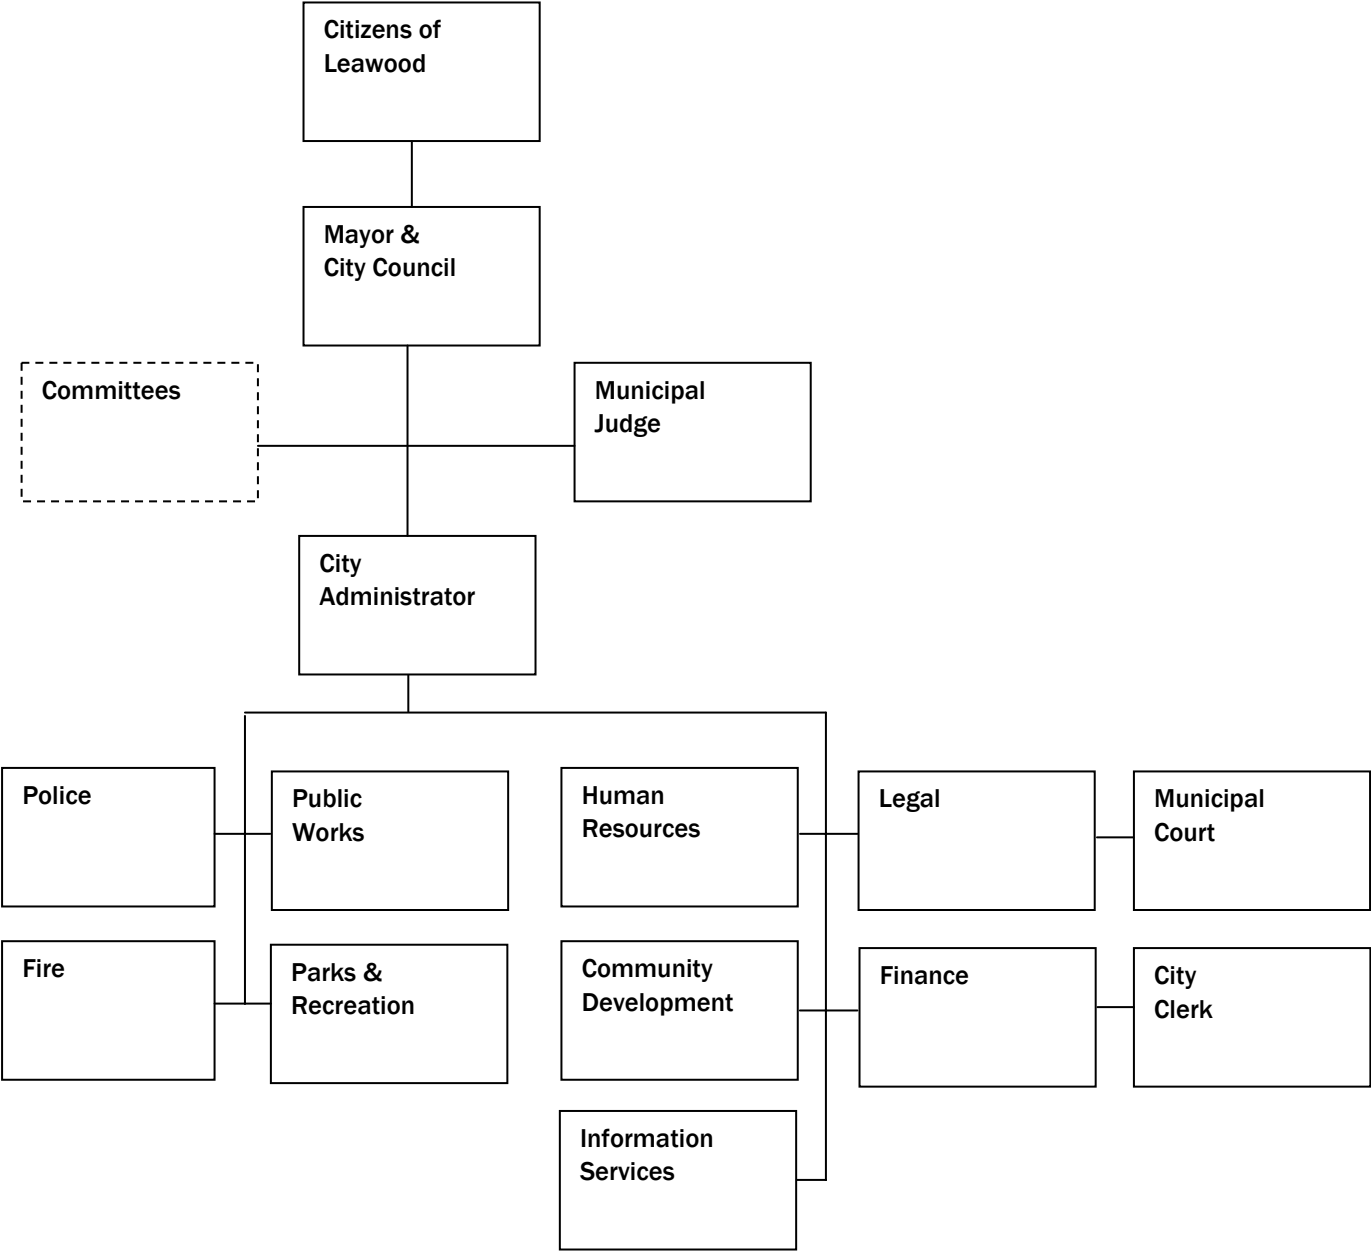 Citizens of
Leawood
Mayor &
City Council
Committees
Municipal
Judge
City
Administrator
Police
Public
Works
Human
Resources
Legal
Municipal
Court
Fire
Parks &
Recreation
Community
Development
Finance
City
Clerk
Information
Services